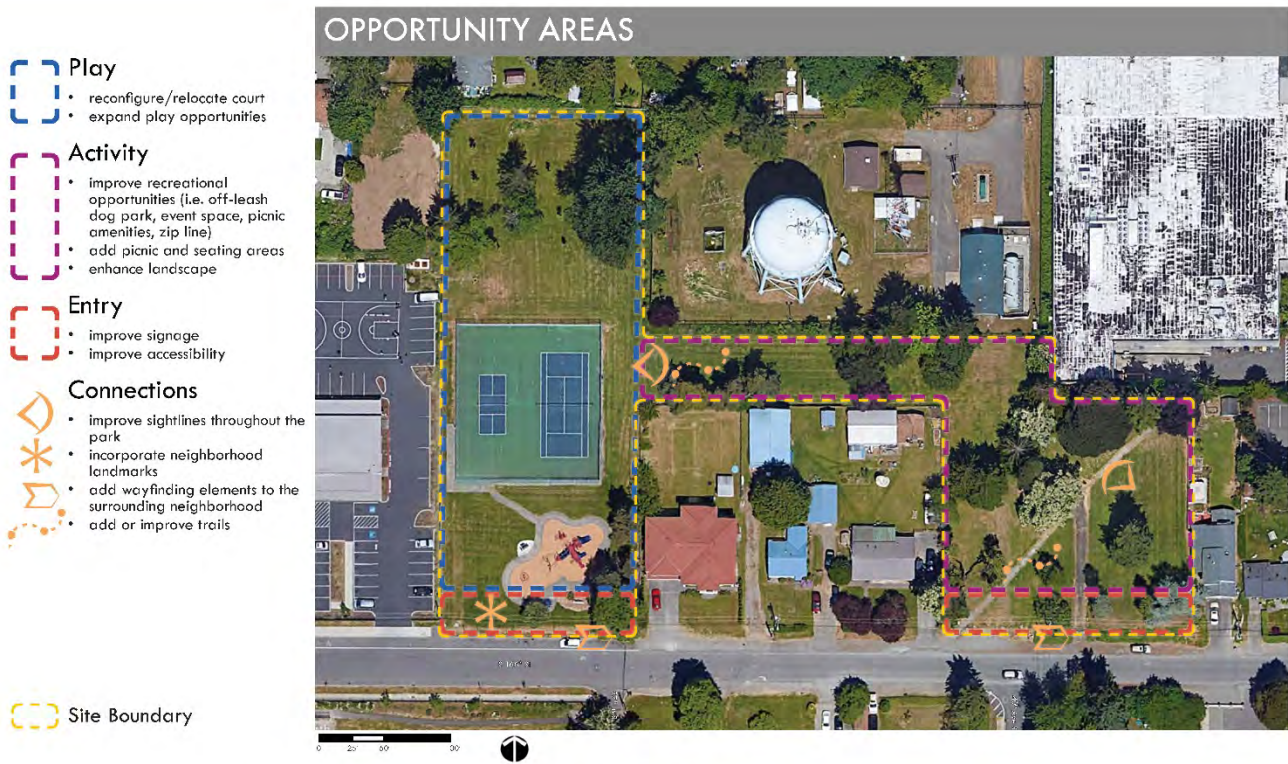 OPPORTUNITY AREAS
Play
• reconfigure/relocate court
• expand play opportunities
Activity
• improve recreational
opportunities (i.e. off-leash
dog park, event space, picnic
amenities, zip line)
• add picnic and seating areas
• enhance landscape
Entry
• improve signage
• improve accessibility
Connections
• improve sightlines throughout the
park
• incorporate neighborhood
landmarks
• add wayfinding elements to the
surrounding neighborhood
• add or improve trails
Site Boundary
0 25'